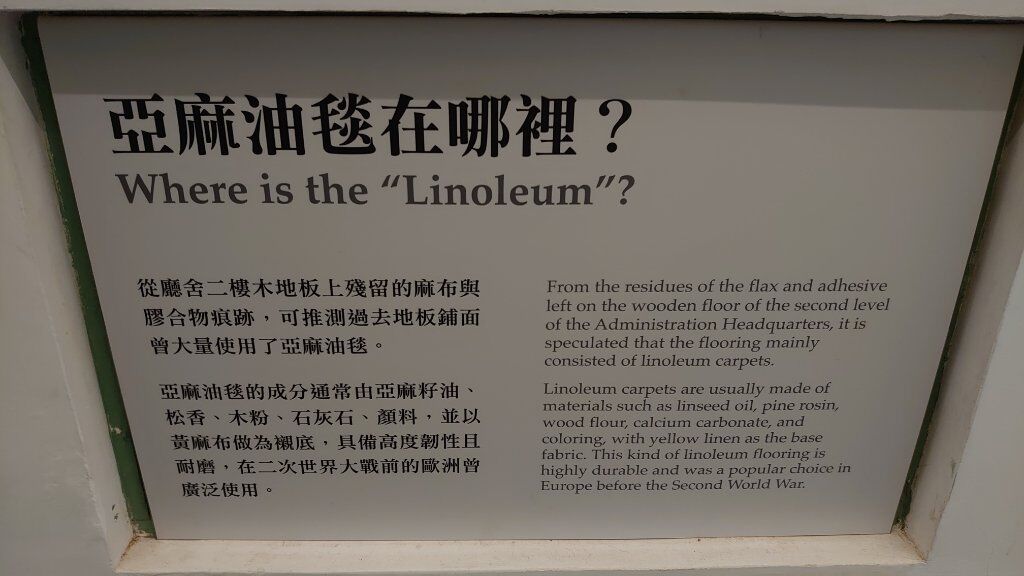 亞麻油毯在哪裡？
Where is the “Linoleum”?
從廳舍二樓木地板上殘留的麻布與
膠合物痕跡，可推測過去地板鋪面
曾大量使用了亞麻油毯。
亞麻油毯的成分通常由亞麻籽油、
松香、木粉、石灰石、顏料，並以
黃麻布做為襯底，具備高度韌性且
耐磨，在二次世界大戰前的歐洲曾
廣泛使用。
From the residues of the flax and adhesive
left on the wooden floor of the second level
of the Administration Headquarters, it is
speculated that the flooring mainly
consisted of linoleum carpets.
Linoleum carpets are usually made of
materials such as linseed oil, pine rosin,
wood flour, calcium carbonate, and
coloring, with yellow linen as the base
fabric. This kind of linoleum flooring is
highly durable and was a popular choice in
Europe before the Second World War.